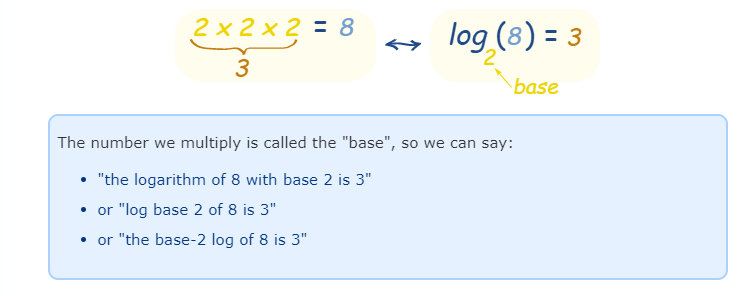 2 × 2 × 2 = 8 ↔ log2(8) = 3
3
base
The number we multiply is called the "base", so we can say:
• "the logarithm of 8 with base 2 is 3"
• or "log base 2 of 8 is 3"
• or "the base-2 log of 8 is 3"